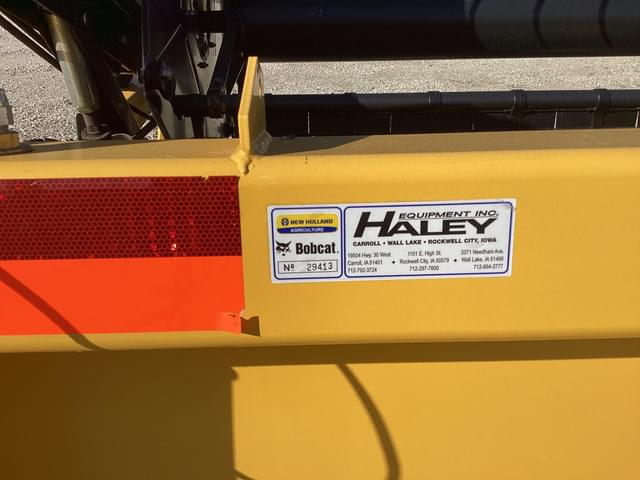 NEW HOLLAND
AGRICULTURE
Bobcat.
Nº 29413
EQUIPMENT INC.
HALEY
CARROLL • WALL LAKE • ROCKWELL CITY, IOWA
19504 Hwy. 30 West
Carroll, IA 51401
712-792-3724
1101 E. High St.
Rockwell City, IA 50579
712-297-7600
3371 Needham Ave.
Wall Lake, IA 51466
712-664-2777